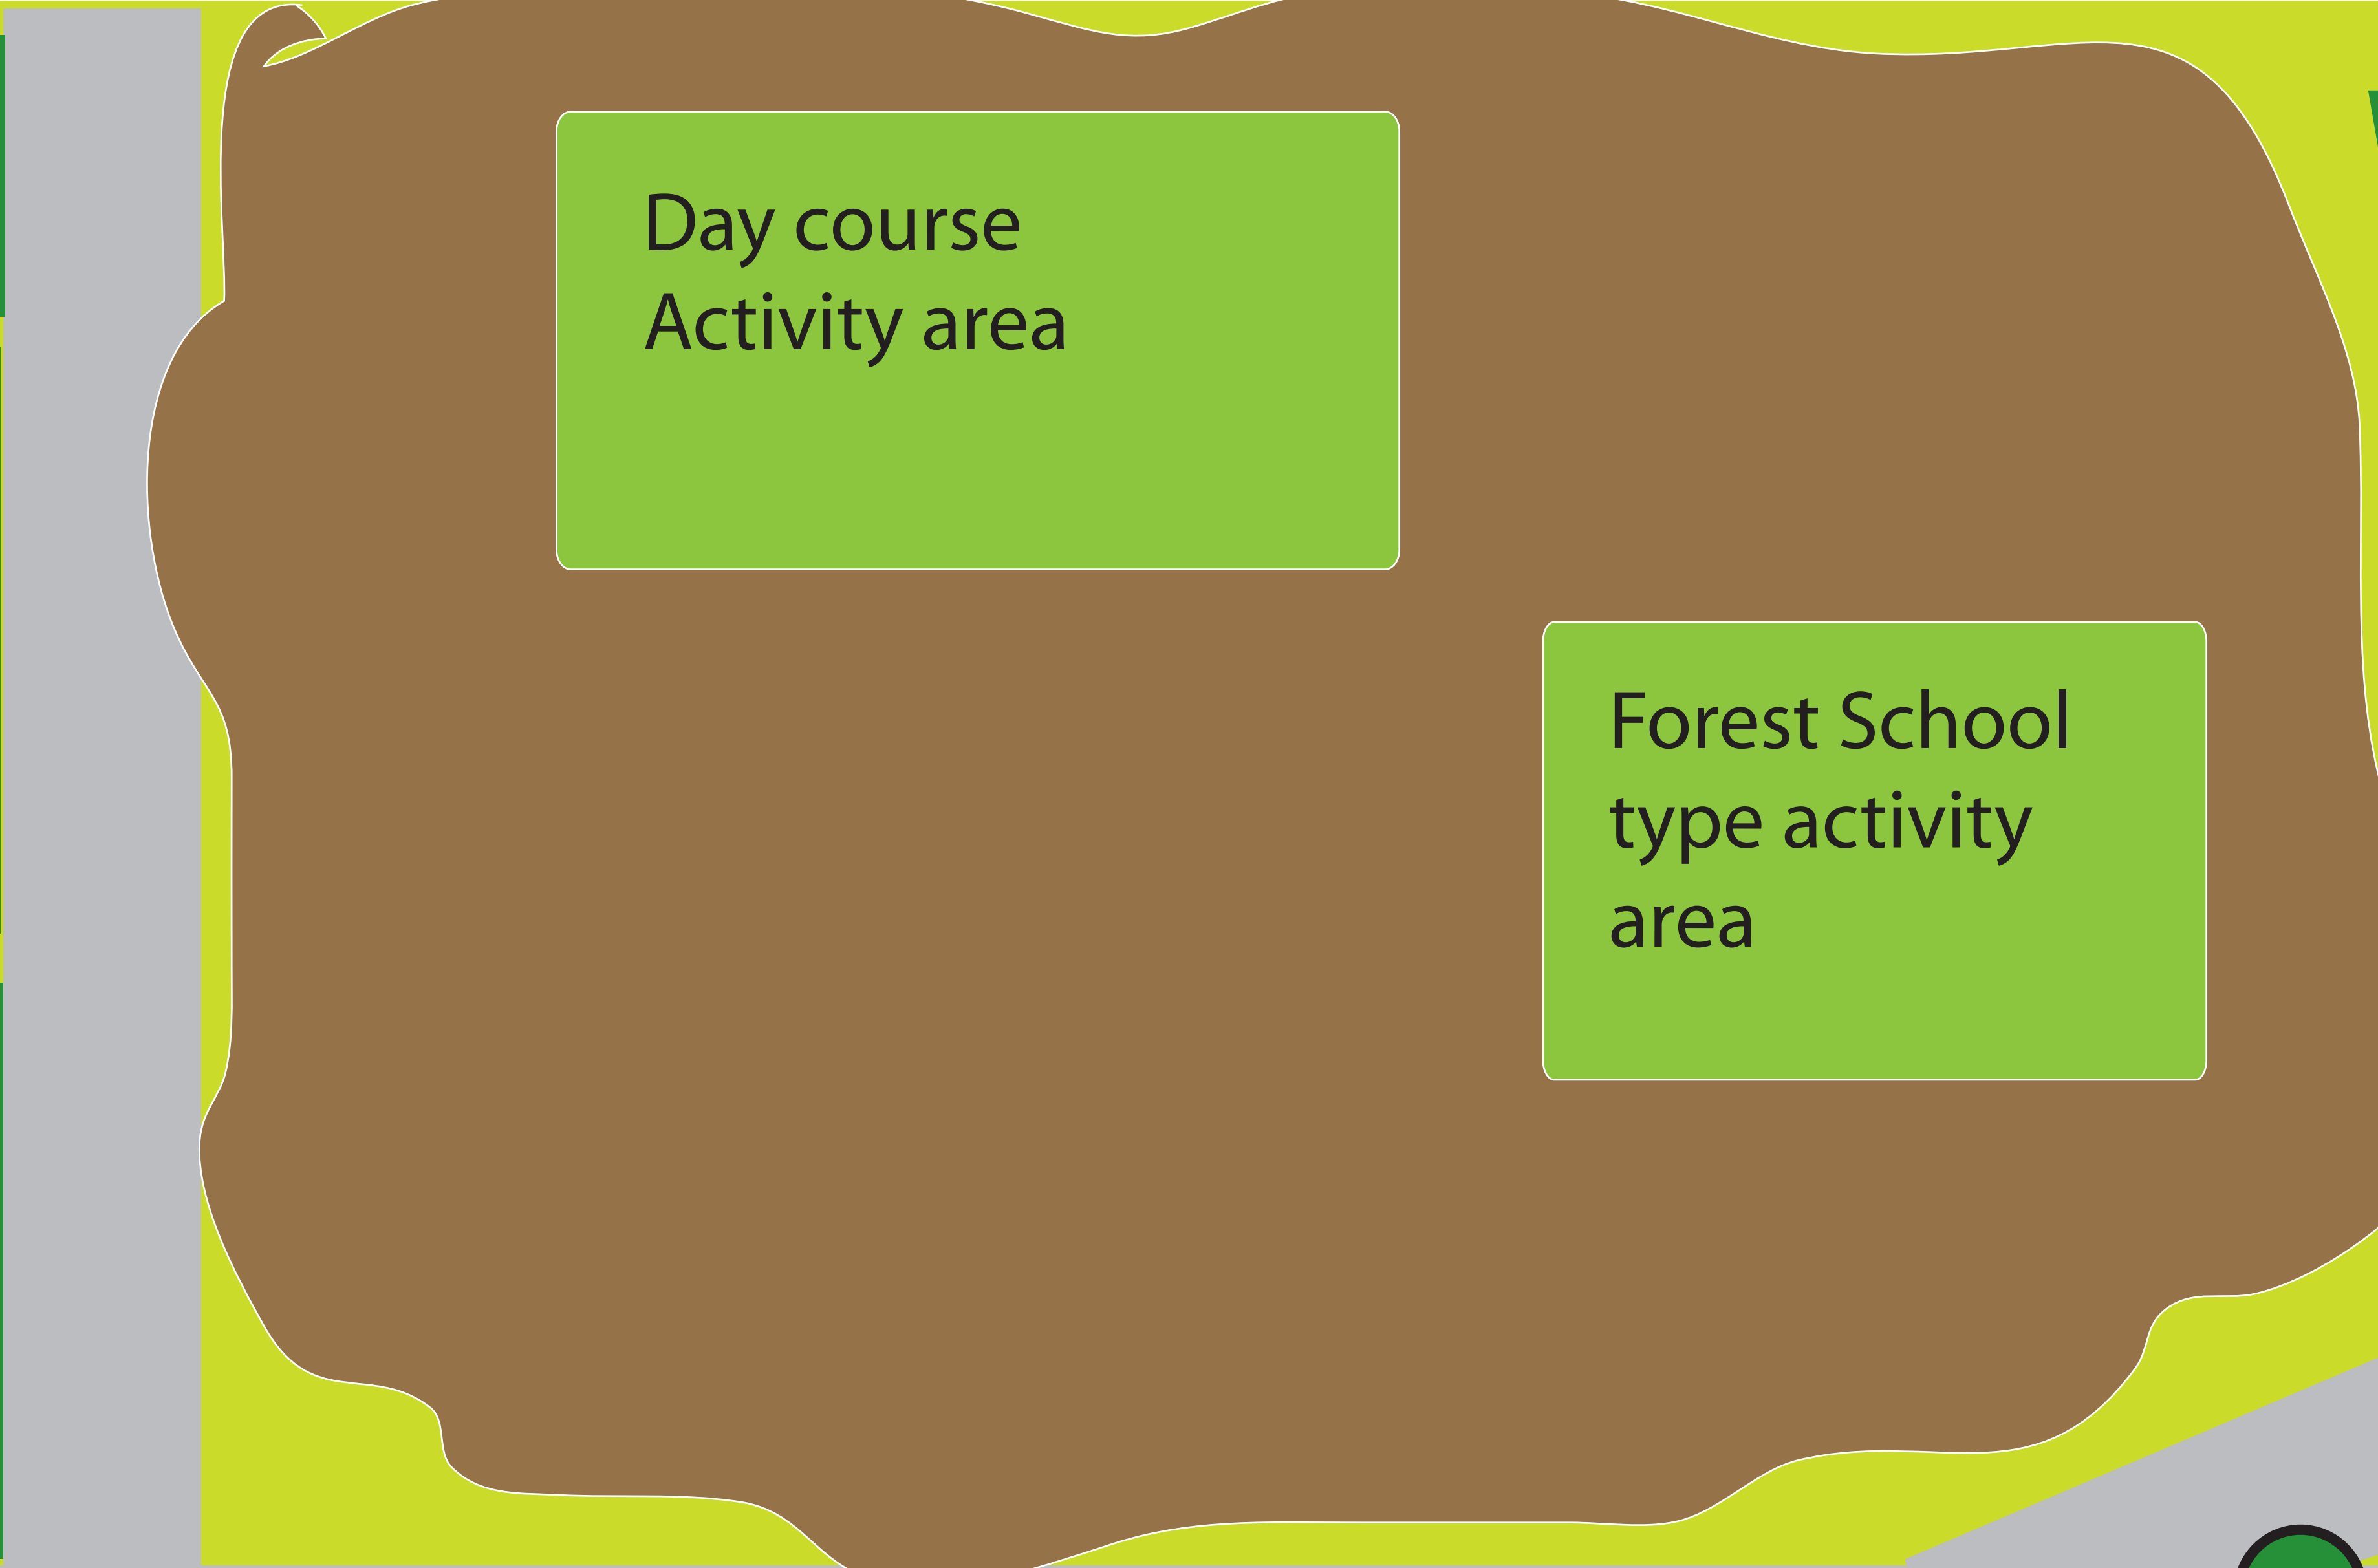 Day course
Activity area
Forest School
type activity
area